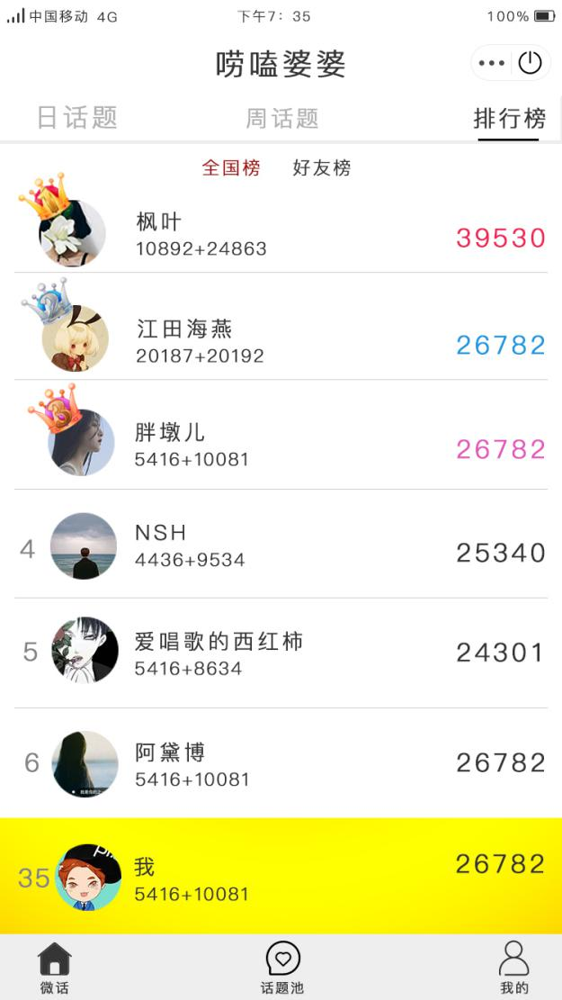 中国移动 4G 下午7：35 100%
唠嗑婆婆
日话题 周话题 排行榜
全国榜 好友榜
枫叶
10892+24863 39530
2
江田海燕
20187+20192 26782
3
胖墩儿
5416+10081 26782
4 NSH
4436+9534 25340
5 爱唱歌的西红柿
5416+8634 24301
6 阿黛博
5416+10081 26782
35 我
5416+10081 26782
微话 话题池 我的